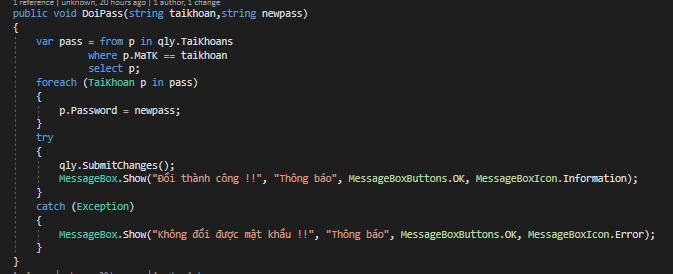 1 reference | unknown, 20 hours ago | 1 author, 1 change
public void DoiPass(string taikhoan,string newpass)
{
var pass = from p in qly.TaiKhoans
where p.MaTK == taikhoan
select p;
foreach (TaiKhoan p in pass)
{
p.Password = newpass;
}
try
{
qly.SubmitChanges();
MessageBox.Show("Đổi thành công !!", "Thông báo", MessageBoxButtons.OK, MessageBoxIcon.Information);
}
catch (Exception)
{
MessageBox.Show("Không đổi được mật khẩu !!", "Thông báo", MessageBoxButtons.OK, MessageBoxIcon.Error);
}
}